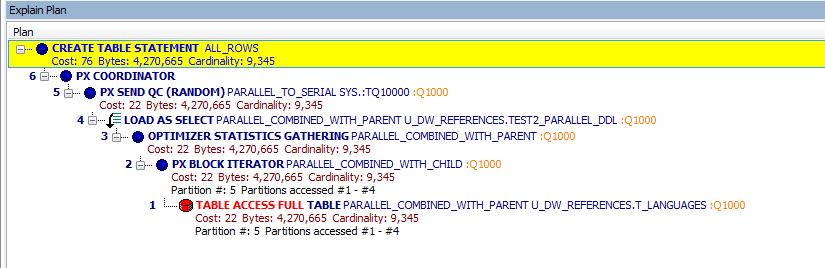 Explain Plan
Plan
CREATE TABLE STATEMENT ALL_ROWS
Cost: 76 Bytes: 4,270,665 Cardinality: 9,345
6 PX COORDINATOR
5 PX SEND QC (RANDOM) PARALLEL_TO_SERIAL SYS.:TQ10000 :Q1000
Cost: 22 Bytes: 4,270,665 Cardinality: 9,345
4 LOAD AS SELECT PARALLEL_COMBINED_WITH_PARENT U_DW_REFERENCES.TEST2_PARALLEL_DDL :Q1000
3 OPTIMIZER STATISTICS GATHERING PARALLEL_COMBINED_WITH_PARENT :Q1000
Cost: 22 Bytes: 4,270,665 Cardinality: 9,345
2 PX BLOCK ITERATOR PARALLEL_COMBINED_WITH_CHILD :Q1000
Cost: 22 Bytes: 4,270,665 Cardinality: 9,345
Partition #: 5 Partitions accessed #1 - #4
1 TABLE ACCESS FULL TABLE PARALLEL_COMBINED_WITH_PARENT U_DW_REFERENCES.T_LANGUAGES :Q1000
Cost: 22 Bytes: 4,270,665 Cardinality: 9,345
Partition #: 5 Partitions accessed #1 - #4